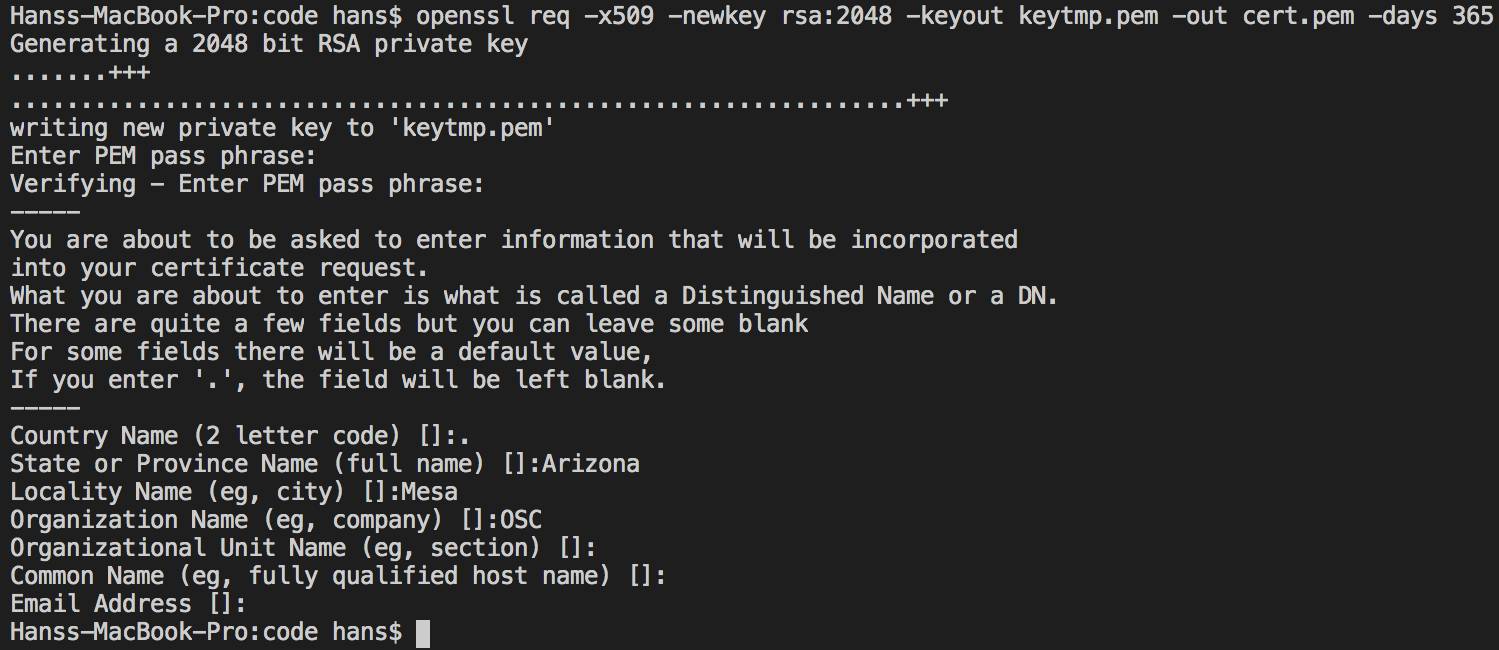 Hanss-MacBook-Pro:code hans$ openssl req -x509 -newkey rsa:2048 -keyout keytmp.pem -out cert.pem -days 365
Generating a 2048 bit RSA private key
.......+++
................................................................+++
writing new private key to 'keytmp.pem'
Enter PEM pass phrase:
Verifying - Enter PEM pass phrase:
-----
You are about to be asked to enter information that will be incorporated
into your certificate request.
What you are about to enter is what is called a Distinguished Name or a DN.
There are quite a few fields but you can leave some blank
For some fields there will be a default value,
If you enter '.', the field will be left blank.
-----
Country Name (2 letter code) []:.
State or Province Name (full name) []:Arizona
Locality Name (eg, city) []:Mesa
Organization Name (eg, company) []:OSC
Organizational Unit Name (eg, section) []:
Common Name (eg, fully qualified host name) []:
Email Address []:
Hanss-MacBook-Pro:code hans$